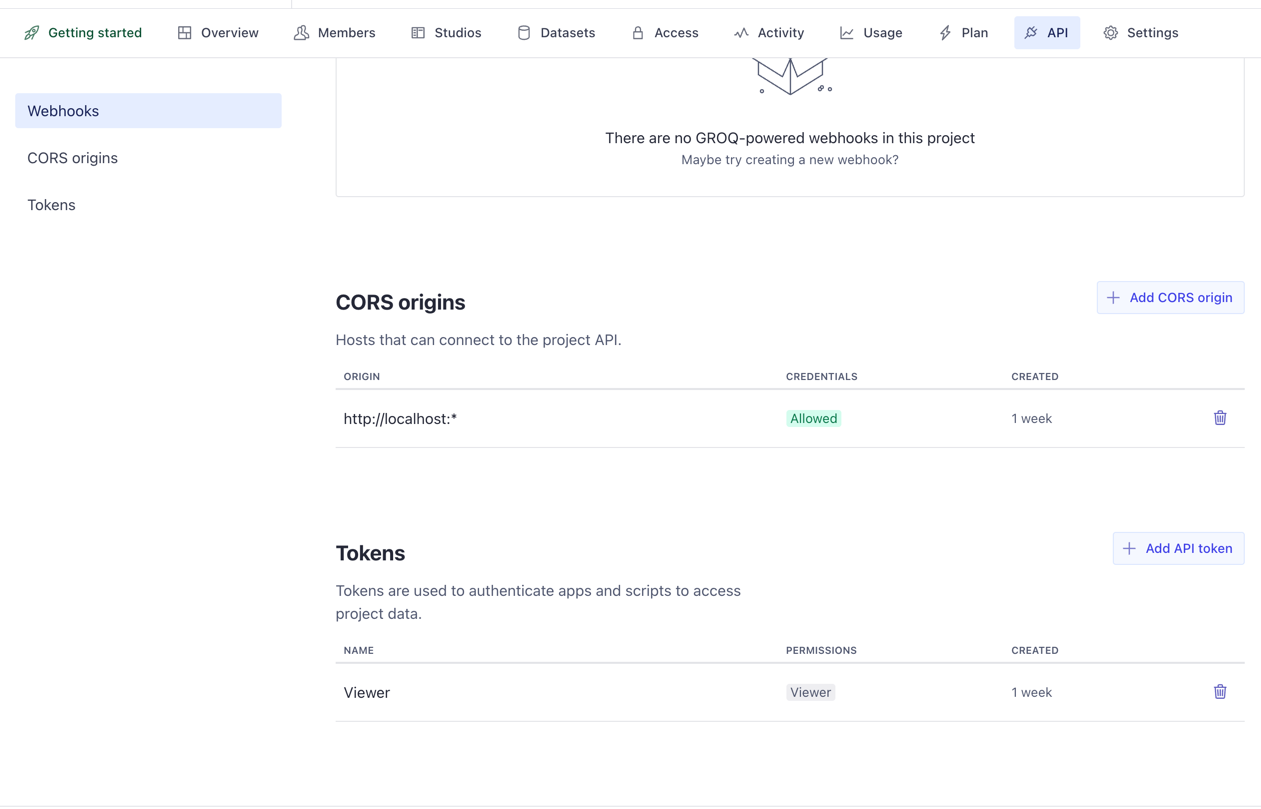 Getting started
Overview
Members
Studios
Datasets
Access
Activity
Usage
Plan
API
Settings
Webhooks
CORS origins
Tokens
There are no GROQ-powered webhooks in this project
Maybe try creating a new webhook?
CORS origins
Add CORS origin
Hosts that can connect to the project API.
ORIGIN CREDENTIALS CREATED
http://localhost:* Allowed 1 week
Tokens
Add API token
Tokens are used to authenticate apps and scripts to access
project data.
NAME PERMISSIONS CREATED
Viewer Viewer 1 week